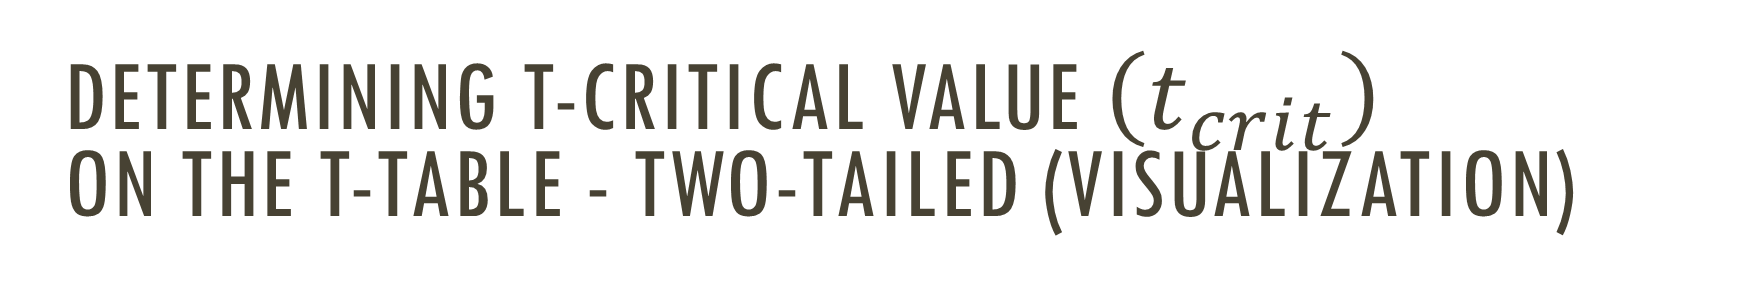 DETERMINING T-CRITICAL VALUE (t_crit)
ON THE T-TABLE - TWO-TAILED (VISUALIZATION)